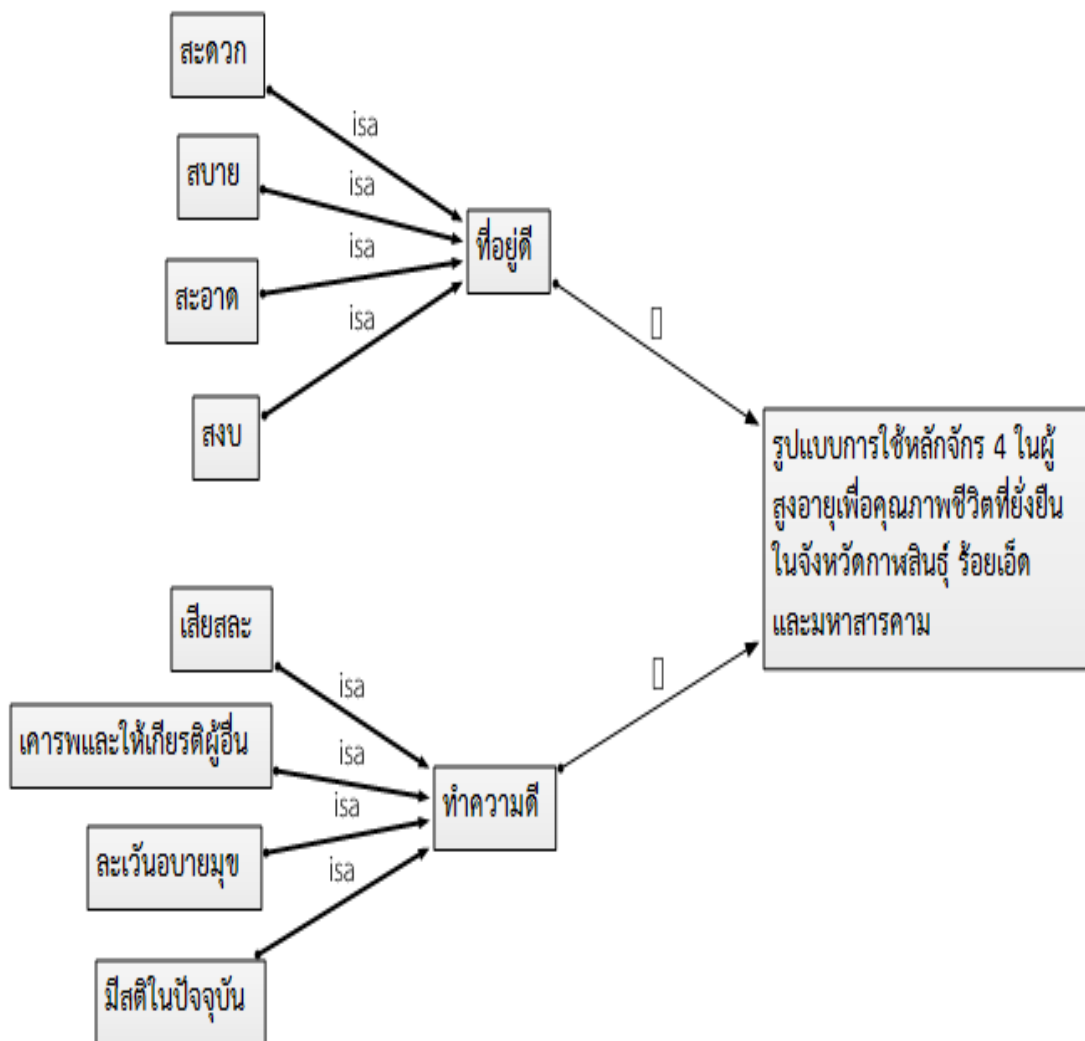 สะดวก
isa
สบาย
isa
ที่อยู่ดี
isa
สะอาด
isa
สงบ
รูปแบบการใช้หลักจักร 4 ในผู้
สูงอายุเพื่อคุณภาพชีวิตที่ยั่งยืน
ในจังหวัดกาฬสินธุ์ ร้อยเอ็ด
และมหาสารคาม
เสียสละ
isa
เคารพและให้เกียรติผู้อื่น
isa
ทำความดี
isa
ละเว้นอบายมุข
isa
มีสติในปัจจุบัน